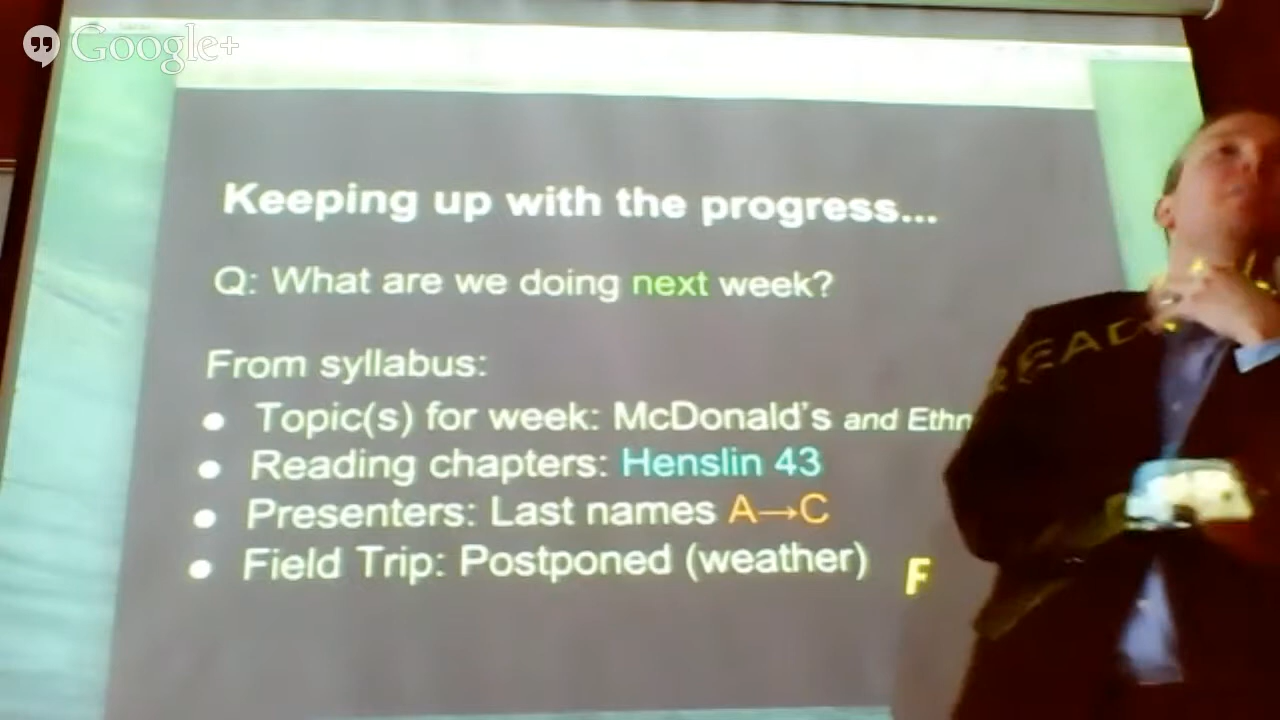 Google+
Keeping up with the progress...
Q: What are we doing next week?
From syllabus:
● Topic(s) for week: McDonald's and Ethn
● Reading chapters: Henslin 43
● Presenters: Last names A→C
● Field Trip: Postponed (weather)
F
READ